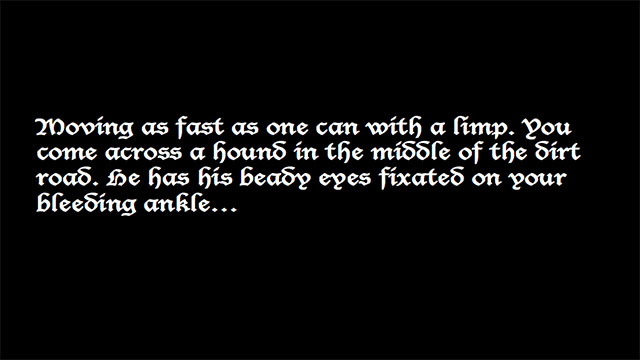 Moving as fast as one can with a limp. You
come across a hound in the middle of the dirt
road. He has his beady eyes fixated on your
bleeding ankle...